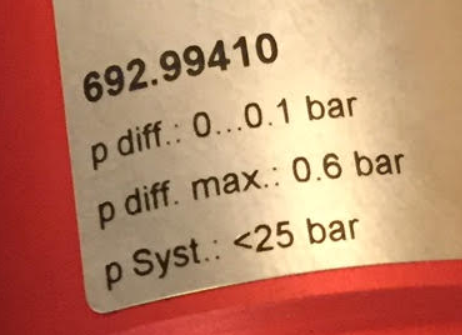 692.99410
p diff.: 0...0.1 bar
p diff. max.: 0.6 bar
p Syst.: <25 bar